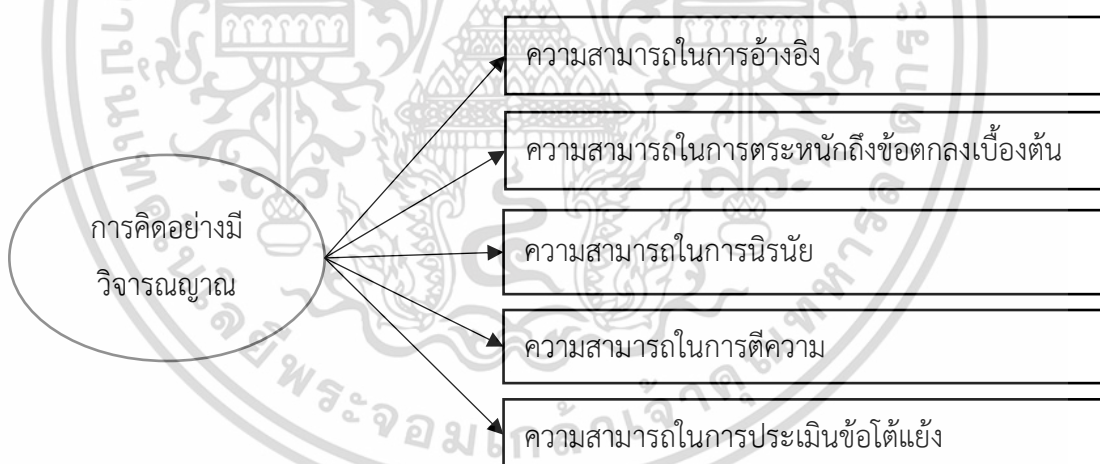 การคิดอย่างมี
วิจารณญาณ
ความสามารถในการอ้างอิง
ความสามารถในการตระหนักถึงข้อตกลงเบื้องต้น
ความสามารถในการนิรนัย
ความสามารถในการตีความ
ความสามารถในการประเมินข้อโต้แย้ง